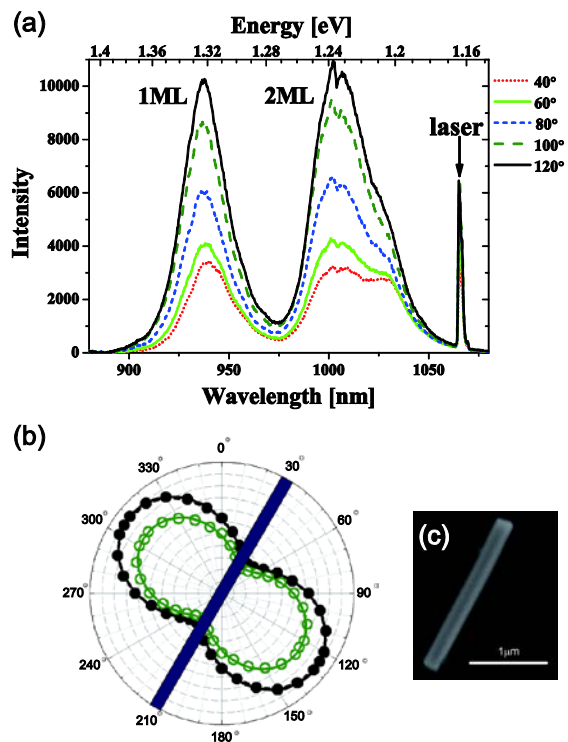 (a)
Energy [eV]
1.4 1.36 1.32 1.28 1.24 1.2 1.16
10000
8000
6000
4000
2000
0
Intensity
1ML
2ML
laser
40°
60°
80°
100°
120°
900 950 1000 1050
Wavelength [nm]
(b)
0°
30°
60°
90°
120°
150°
180°
210°
240°
270°
300°
330°
(c)
1μm